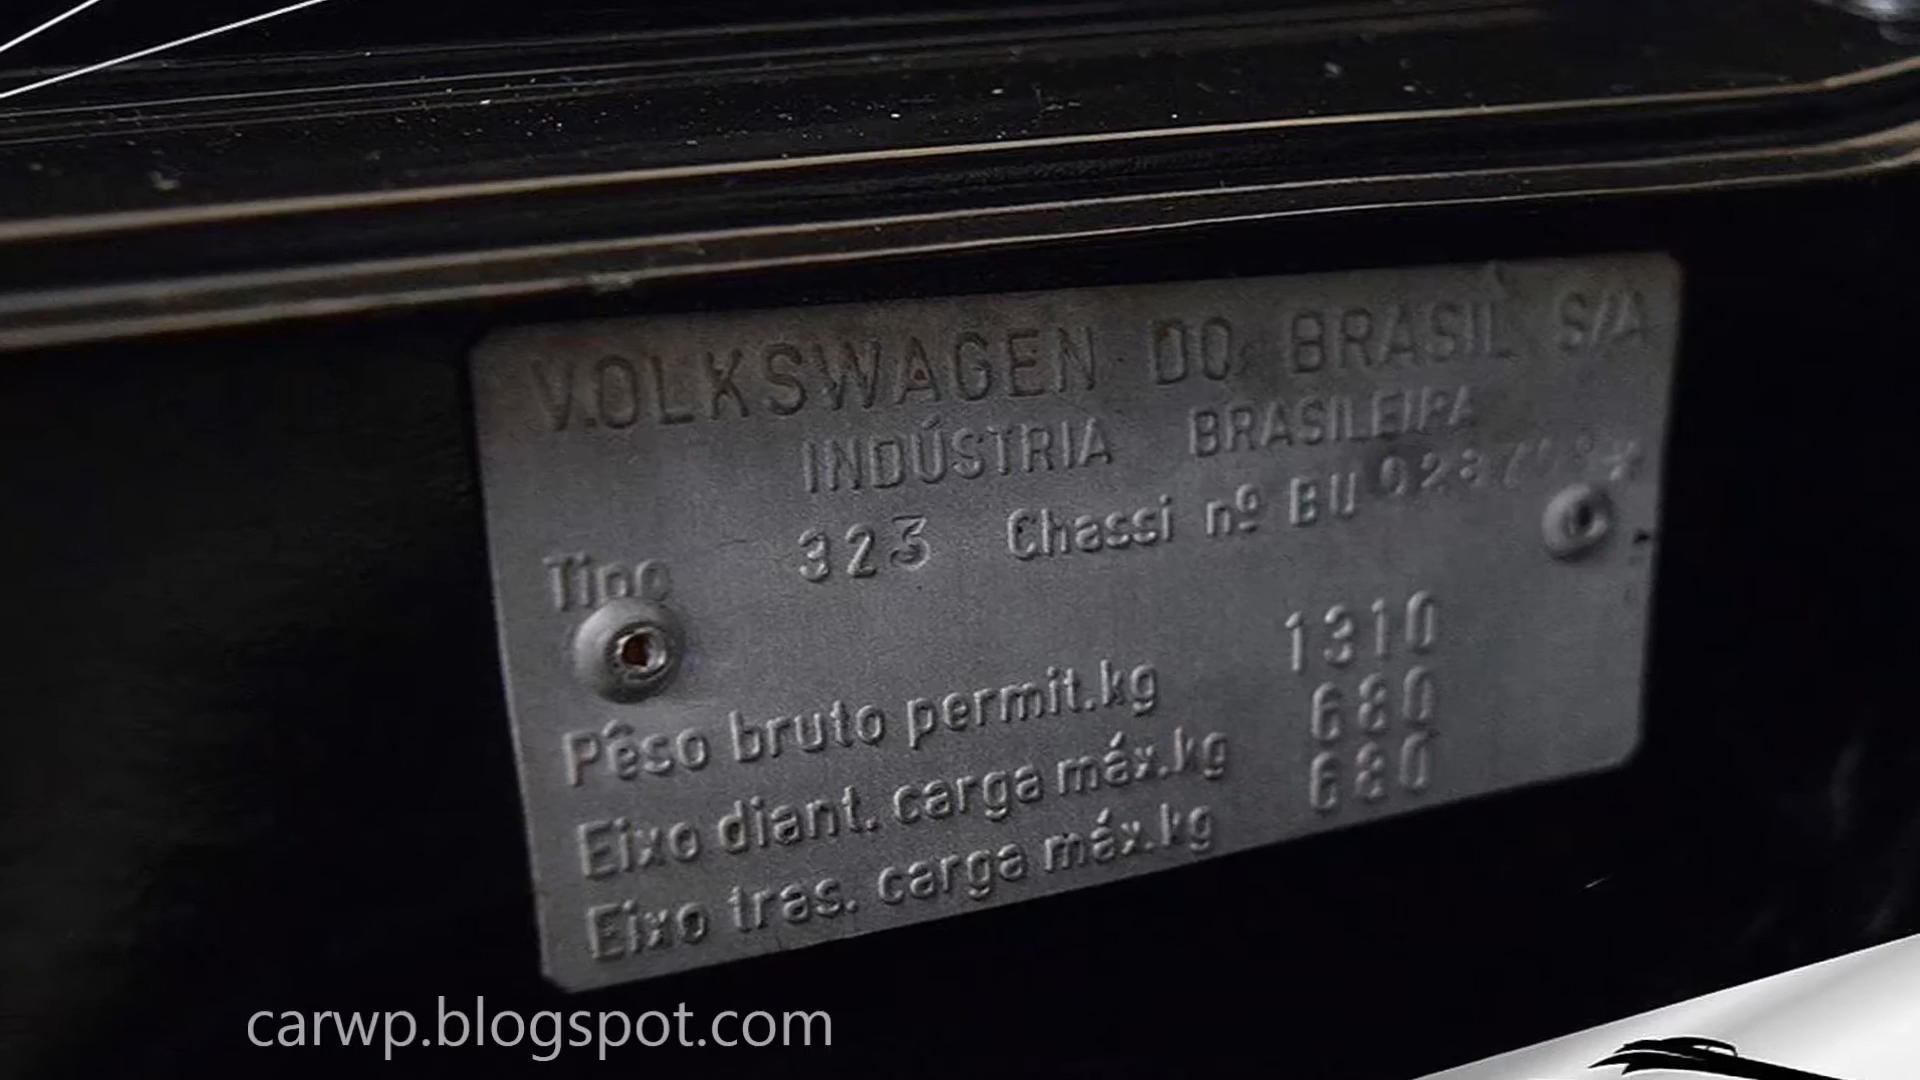 VOLKSWAGEN DO BRASIL S/A
INDÚSTRIA BRASILEIRA
Tipo 323 Chassi nº
Pêso bruto permit.kg 1310
Eixo diant. carga máx.kg 680
Eixo tras. carga máx.kg 680
carwp.blogspot.com